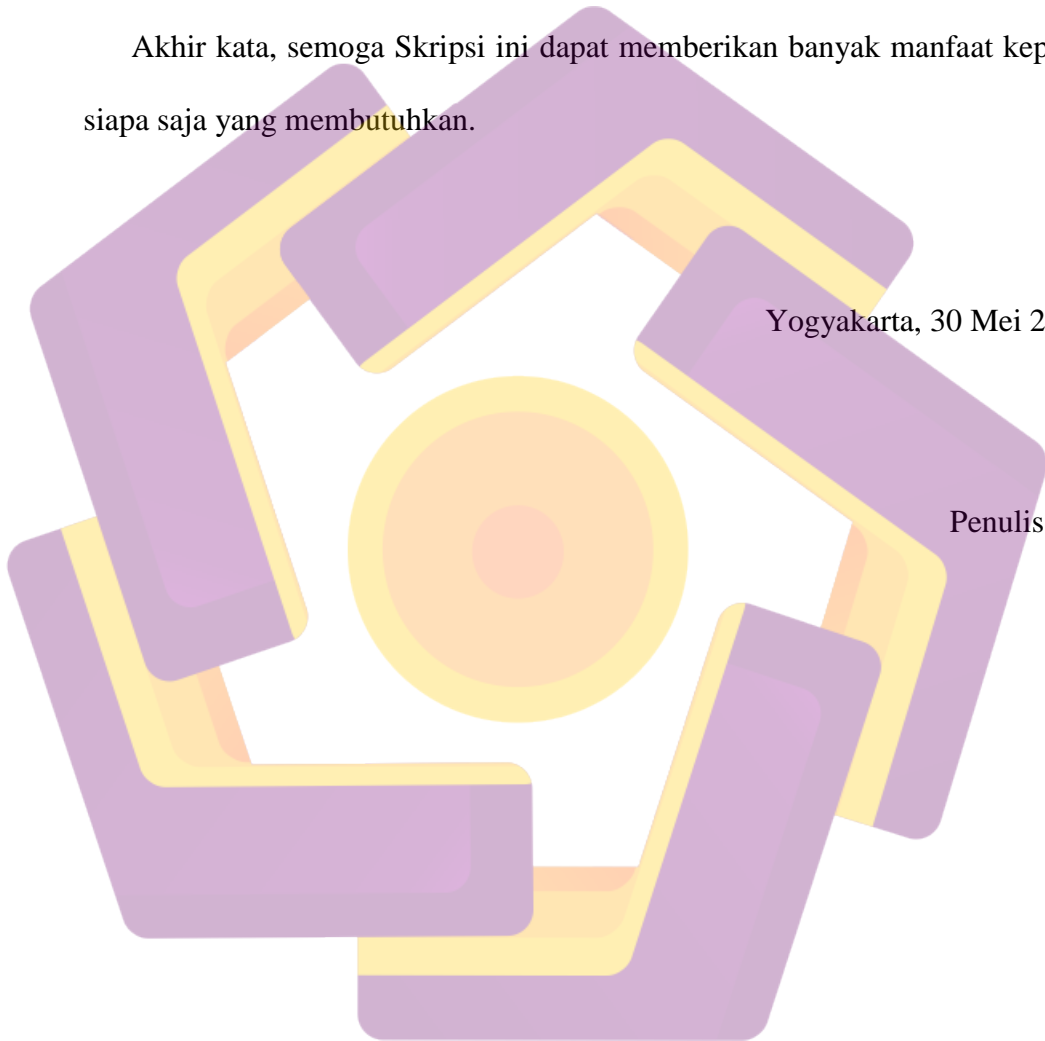 Akhir kata, semoga Skripsi ini dapat memberikan banyak manfaat kep
siapa saja yang membutuhkan.
Yogyakarta, 30 Mei 2
Penulis